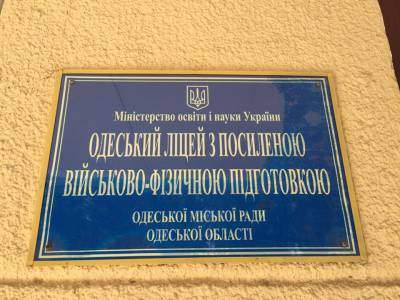 Міністерство освіти і науки України
ОДЕСЬКИЙ ЛІЦЕЙ З ПОСИЛЕНОЮ
ВІЙСЬКОВО-ФІЗИЧНОЮ ПІДГОТОВКОЮ
ОДЕСЬКОЇ МІСЬКОЇ РАДИ
ОДЕСЬКОЇ ОБЛАСТІ